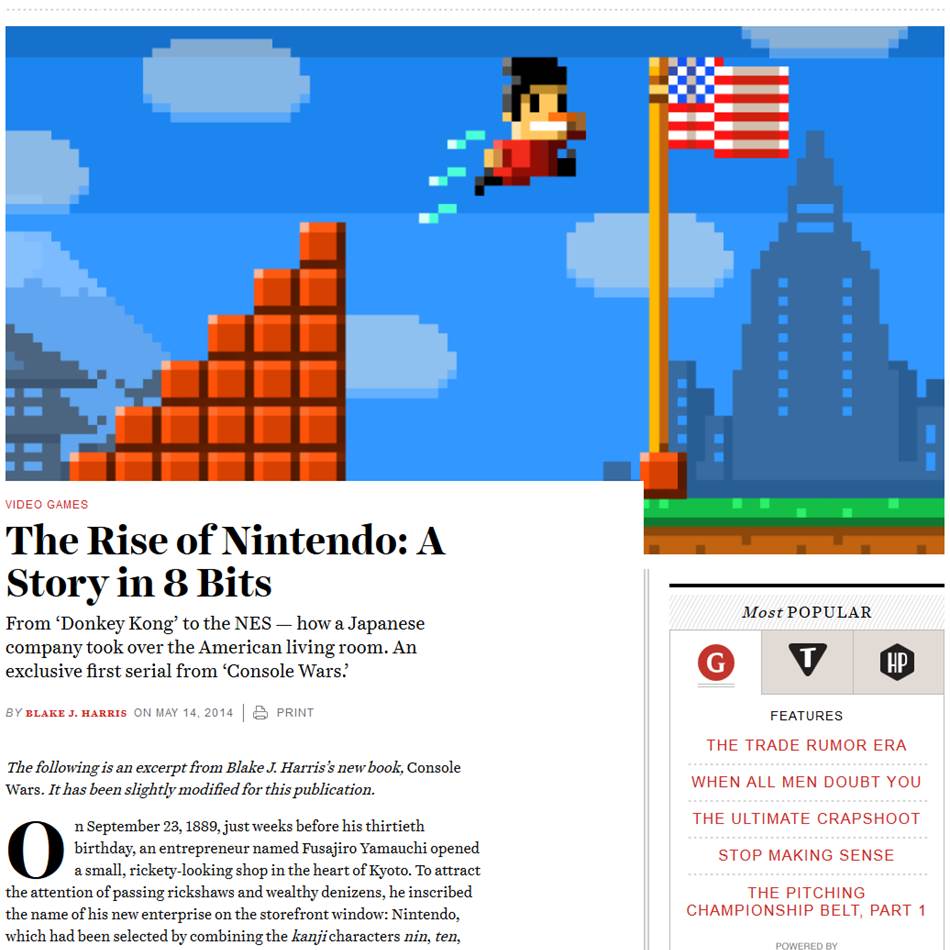 VIDEO GAMES
The Rise of Nintendo: A
Story in 8 Bits
From ‘Donkey Kong’ to the NES — how a Japanese
company took over the American living room. An
exclusive first serial from ‘Console Wars.’
BY BLAKE J. HARRIS ON MAY 14, 2014 PRINT
The following is an excerpt from Blake J. Harris’s new book, Console
Wars. It has been slightly modified for this publication.
On September 23, 1889, just weeks before his thirtieth
birthday, an entrepreneur named Fusajiro Yamauchi opened
a small, rickety-looking shop in the heart of Kyoto. To attract
the attention of passing rickshaws and wealthy denizens, he inscribed
the name of his new enterprise on the storefront window: Nintendo,
which had been selected by combining the kanji characters nin, ten,
Most POPULAR
G T HP
FEATURES
THE TRADE RUMOR ERA
WHEN ALL MEN DOUBT YOU
THE ULTIMATE CRAPSHOOT
STOP MAKING SENSE
THE PITCHING
CHAMPIONSHIP BELT, PART 1
POWERED BY